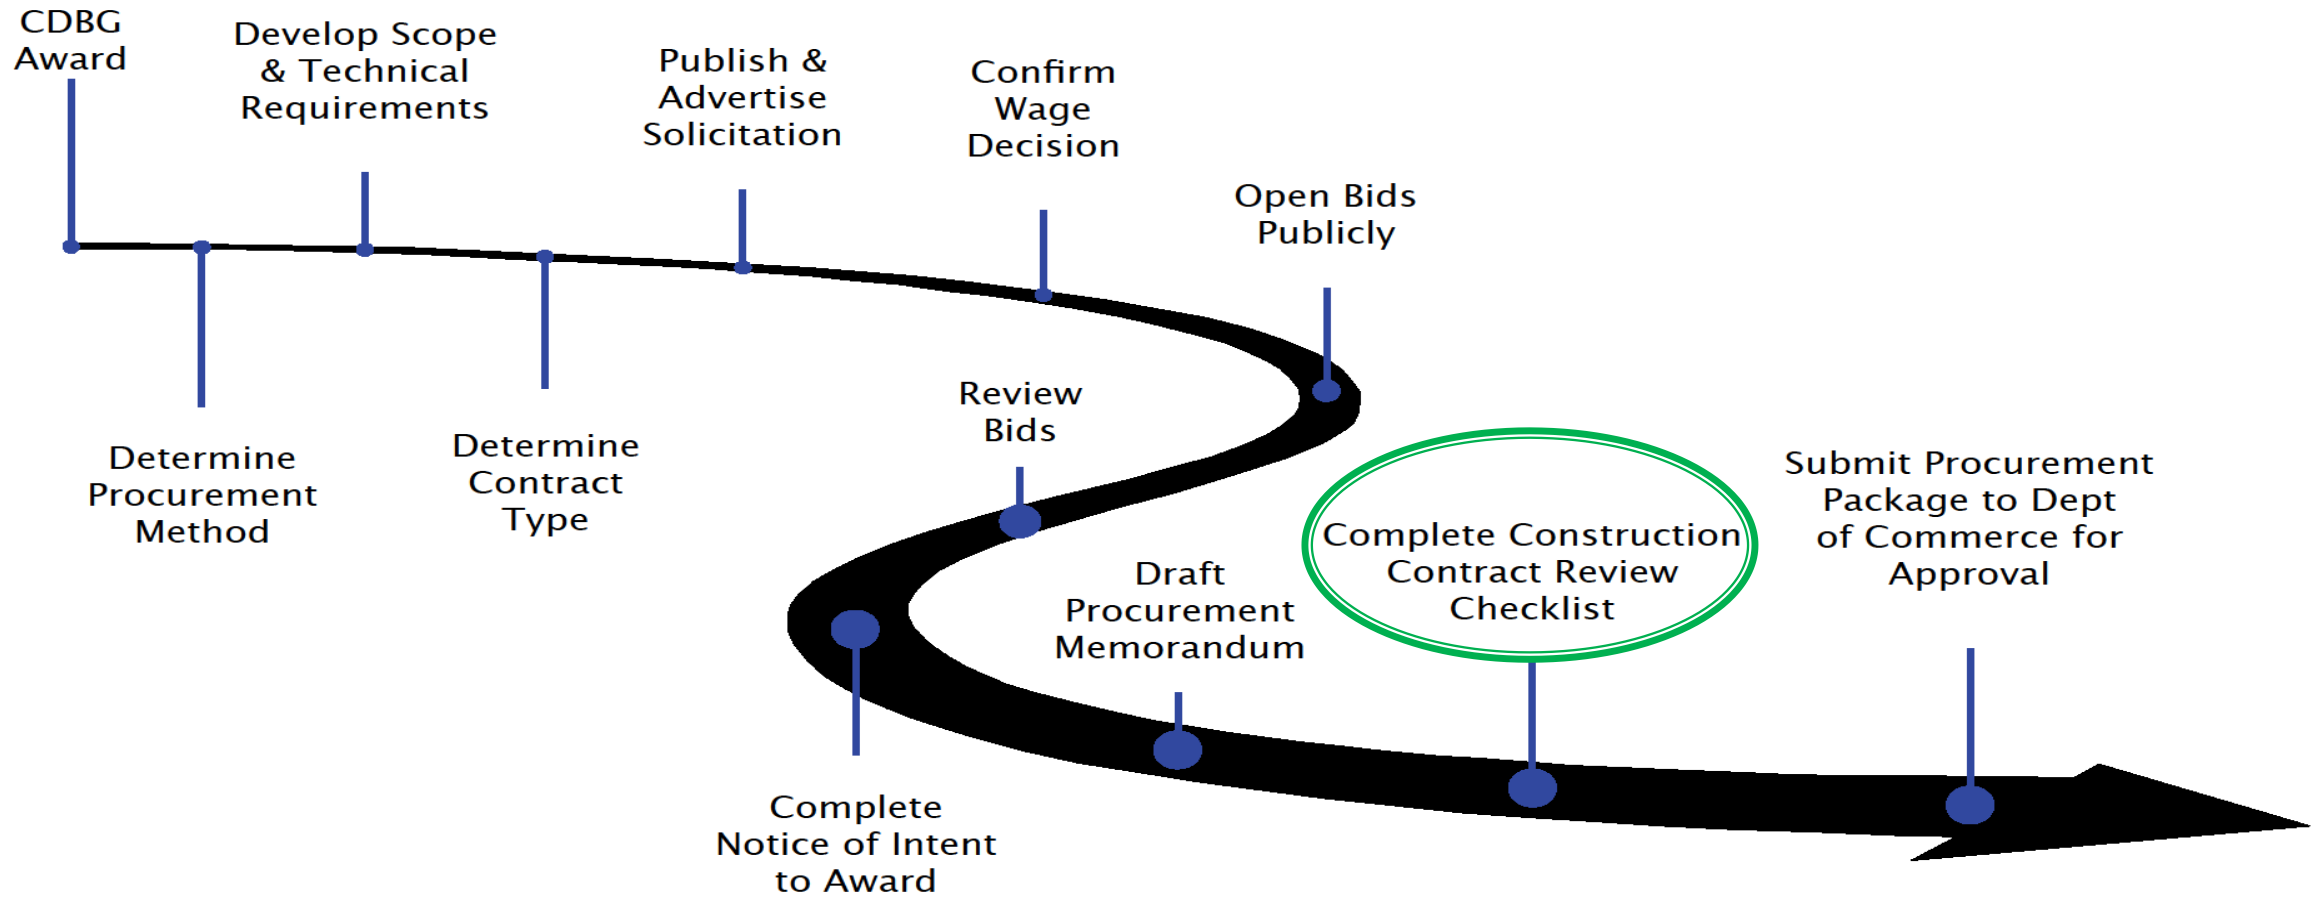 CDBG
Award
Determine
Procurement
Method
Develop Scope
& Technical
Requirements
Determine
Contract
Type
Publish &
Advertise
Solicitation
Confirm
Wage
Decision
Open Bids
Publicly
Review
Bids
Complete
Notice of Intent
to Award
Draft
Procurement
Memorandum
Complete Construction
Contract Review
Checklist
Submit Procurement
Package to Dept
of Commerce for
Approval